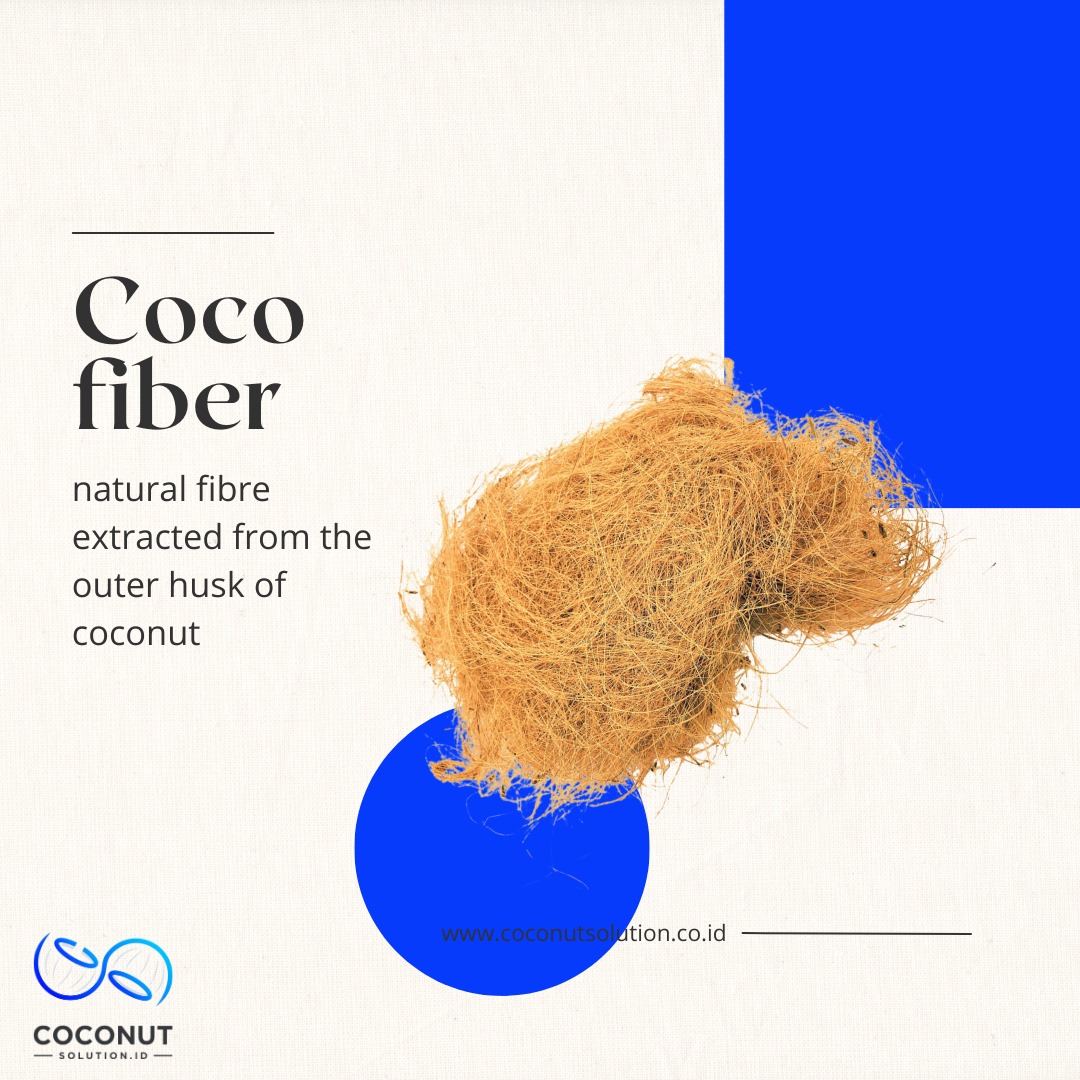 Coco
fiber
natural fibre
extracted from the
outer husk of
coconut
www.coconutsolution.co.id
COCONUT
SOLUTION.ID